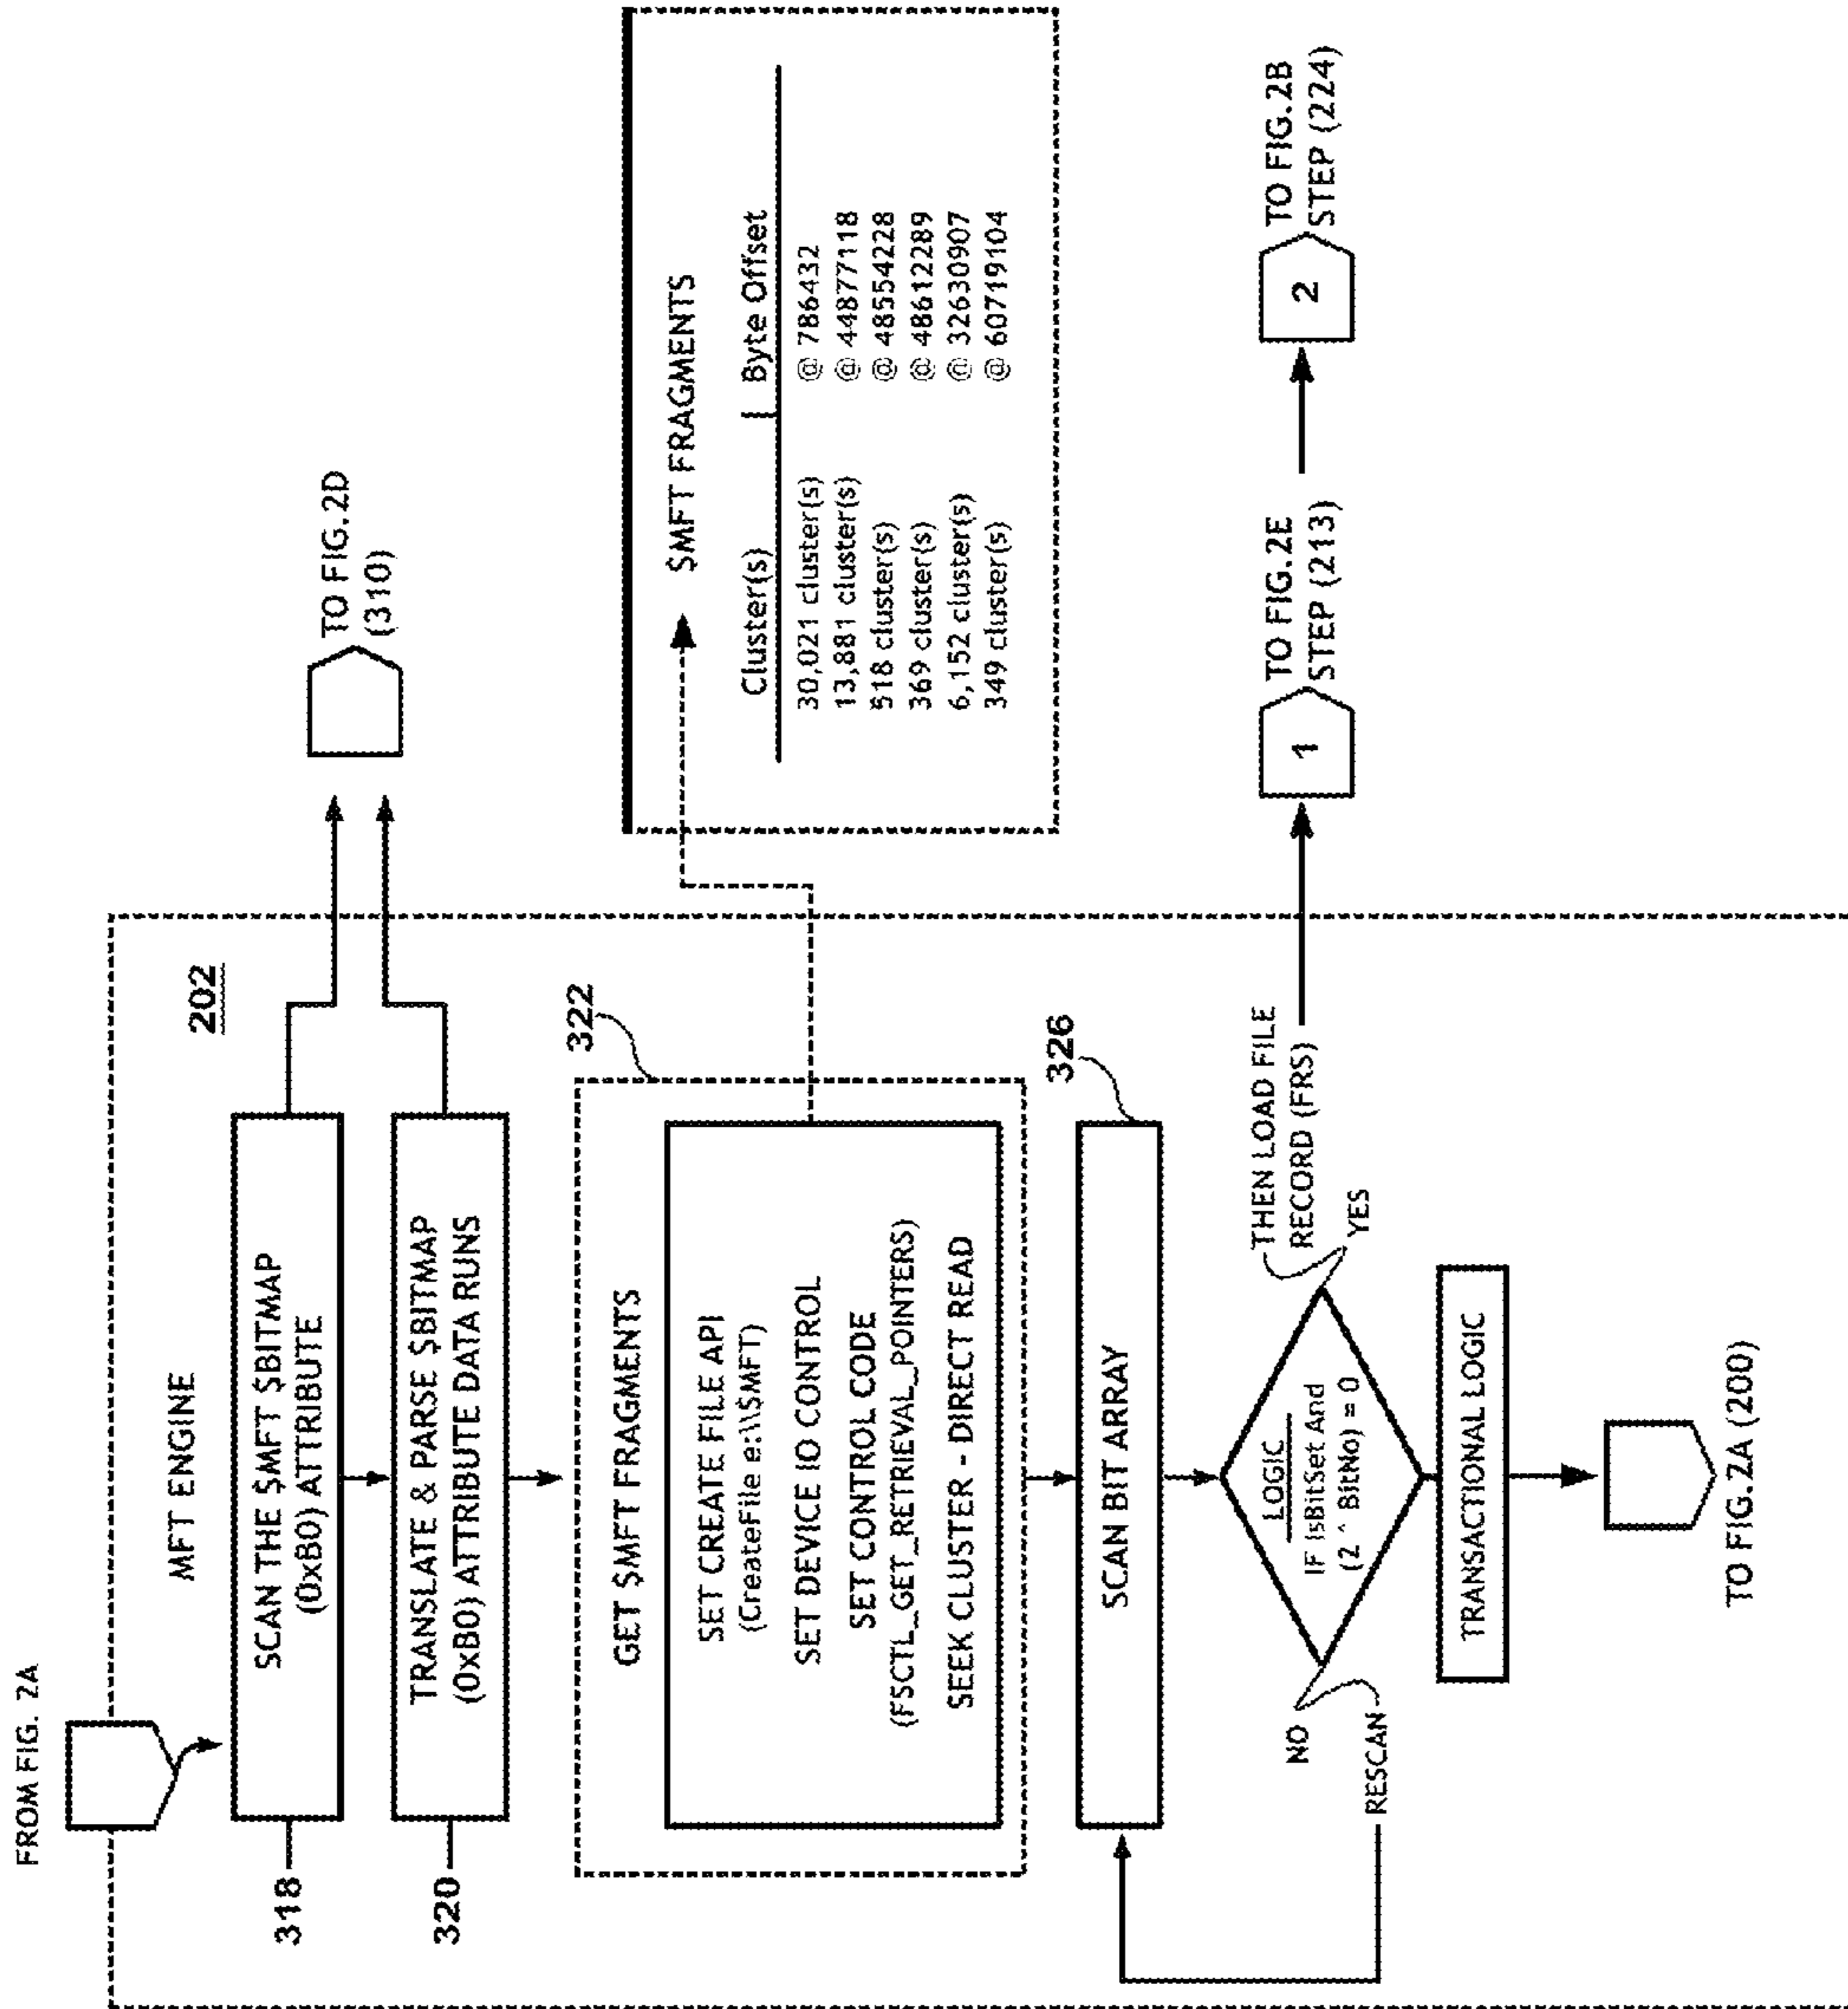 FROM FIG. 2A
MFT ENGINE
202
318
SCAN THE $MFT $BITMAP
(0xB0) ATTRIBUTE
320
TRANSLATE & PARSE $BITMAP
(0xB0) ATTRIBUTE DATA RUNS
TO FIG.2D
(310)
322
GET $MFT FRAGMENTS
SET CREATE FILE API
(CreateFile e:\\$MFT)
SET DEVICE IO CONTROL
SET CONTROL CODE
(FSCTL_GET_RETRIEVAL_POINTERS)
SEEK CLUSTER - DIRECT READ
$MFT FRAGMENTS
Cluster(s) | Byte Offset
30,021 cluster(s) @ 786432
13,881 cluster(s) @ 44877118
518 cluster(s) @ 48554228
369 cluster(s) @ 48612289
6,152 cluster(s) @ 32630907
349 cluster(s) @ 60719104
326
SCAN BIT ARRAY
LOGIC
IF IsBitSet And
(2 ^ BitNo) = 0
NO
RESCAN
YES
THEN LOAD FILE
RECORD (FRS)
1
TO FIG.2E
STEP (213)
2
TO FIG.2B
STEP (224)
TRANSACTIONAL LOGIC
TO FIG.2A (200)